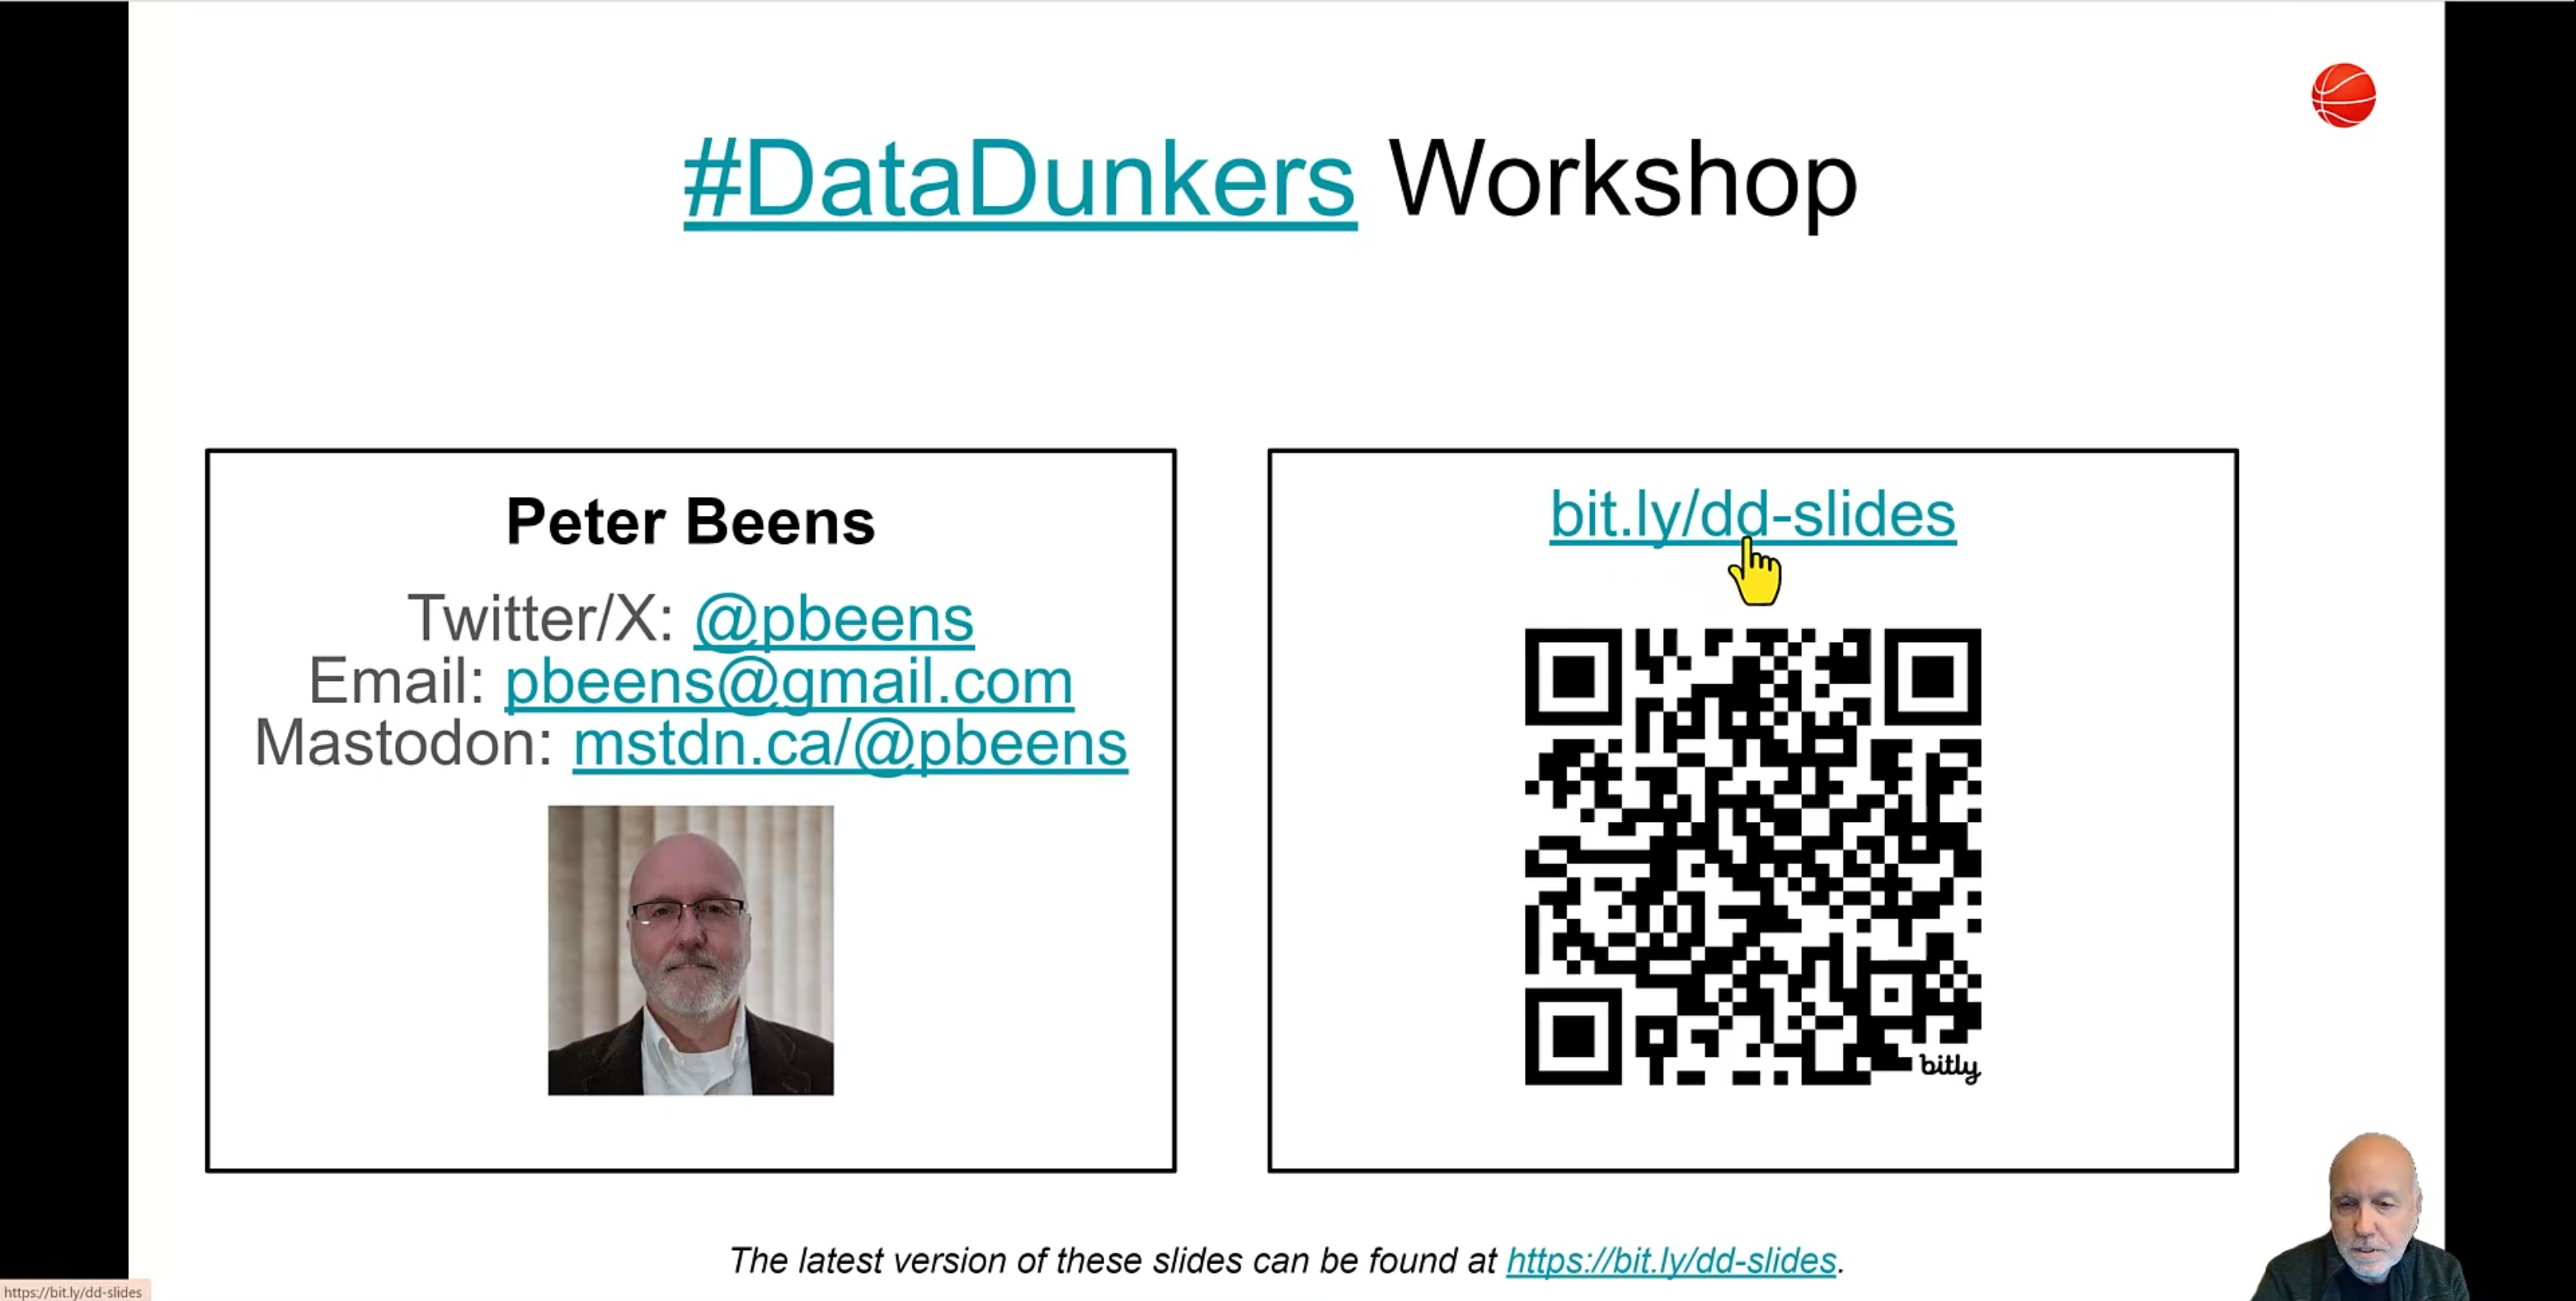 #DataDunkers Workshop
Peter Beens
Twitter/X: @pbeens
Email: pbeens@gmail.com
Mastodon: mstdn.ca/@pbeens
bit.ly/dd-slides
bitly
The latest version of these slides can be found at https://bit.ly/dd-slides.
https://bit.ly/dd-slides